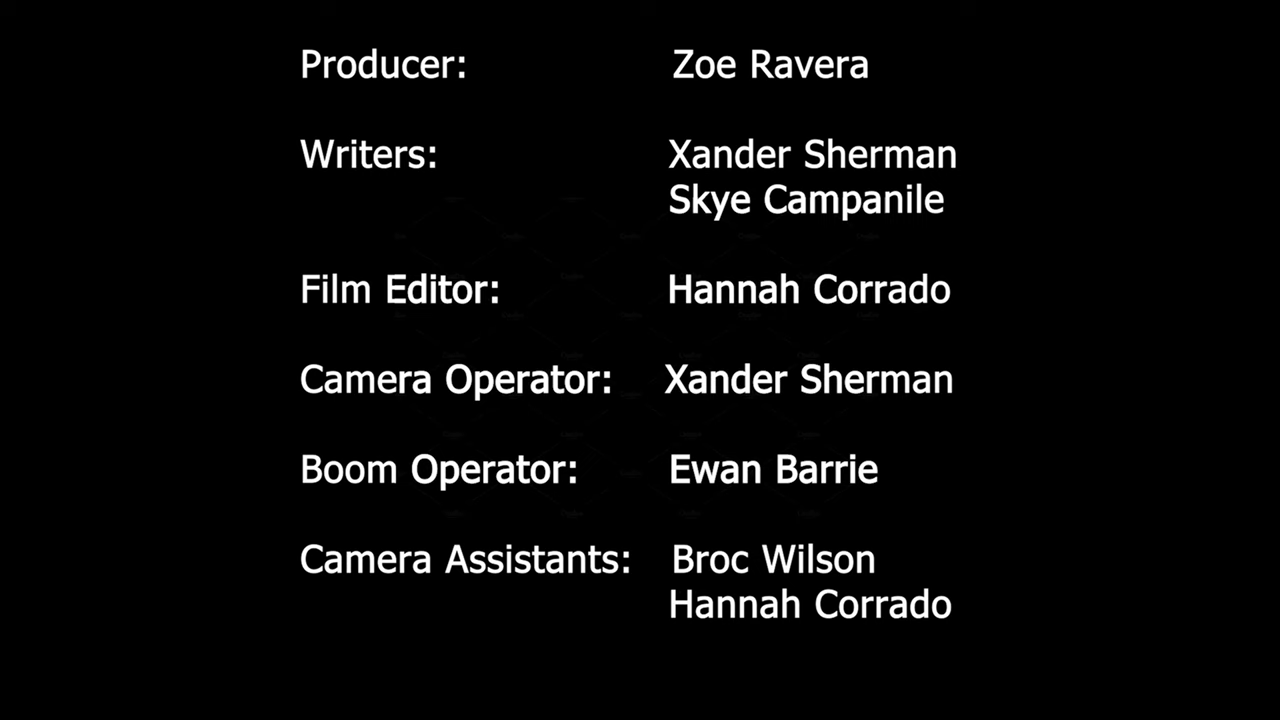 Producer: Zoe Ravera
Writers: Xander Sherman
Skye Campanile
Film Editor: Hannah Corrado
Camera Operator: Xander Sherman
Boom Operator: Ewan Barrie
Camera Assistants: Broc Wilson
Hannah Corrado